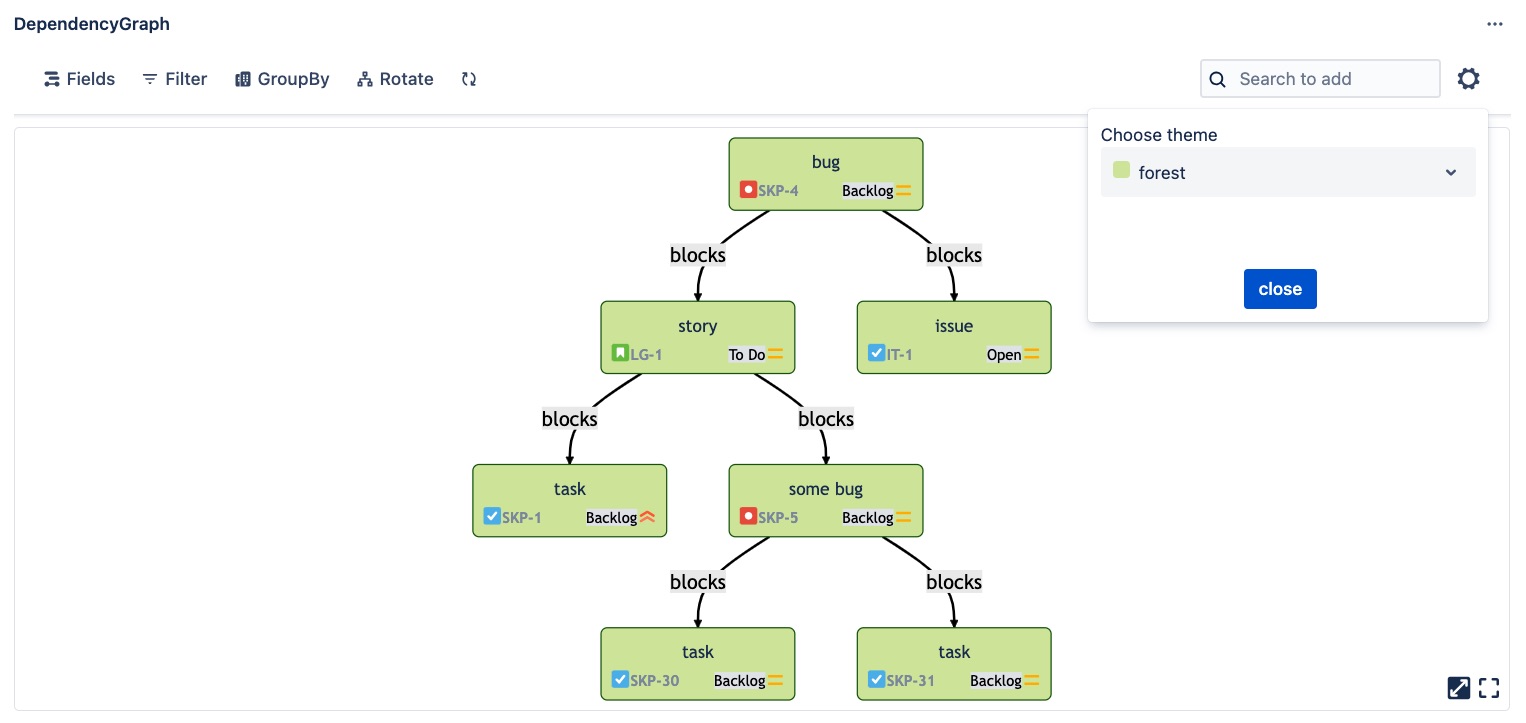 DependencyGraph
Fields Filter GroupBy Rotate Search to add
Choose theme
forest
close
bug
SKP-4 Backlog
blocks blocks
story issue
LG-1 To Do IT-1 Open
blocks blocks
task some bug
SKP-1 Backlog SKP-5 Backlog
blocks blocks
task task
SKP-30 Backlog SKP-31 Backlog